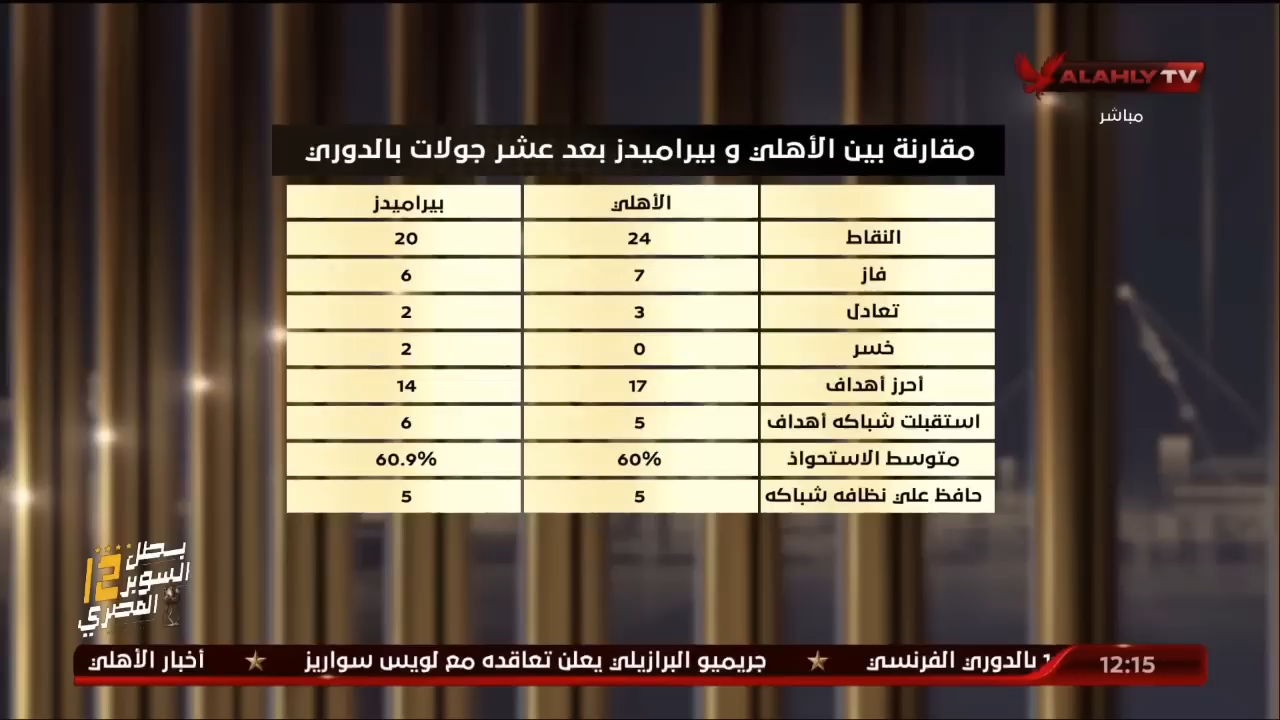 ALAHLY TV
مباشر
مقارنة بين الأهلي و بيراميدز بعد عشر جولات بالدوري
الأهلي بيراميدز
النقاط 24 20
فاز 7 6
تعادل 3 2
خسر 0 2
أحرز أهداف 17 14
استقبلت شباكه أهداف 5 6
متوسط الاستحواذ 60% 60.9%
حافظ علي نظافه شباكه 5 5
بطل
السوبر 12
المصري
12:15 بالدوري الفرنسي ★ جريميو البرازيلي يعلن تعاقده مع لويس سواريز ★ أخبار الأهلي